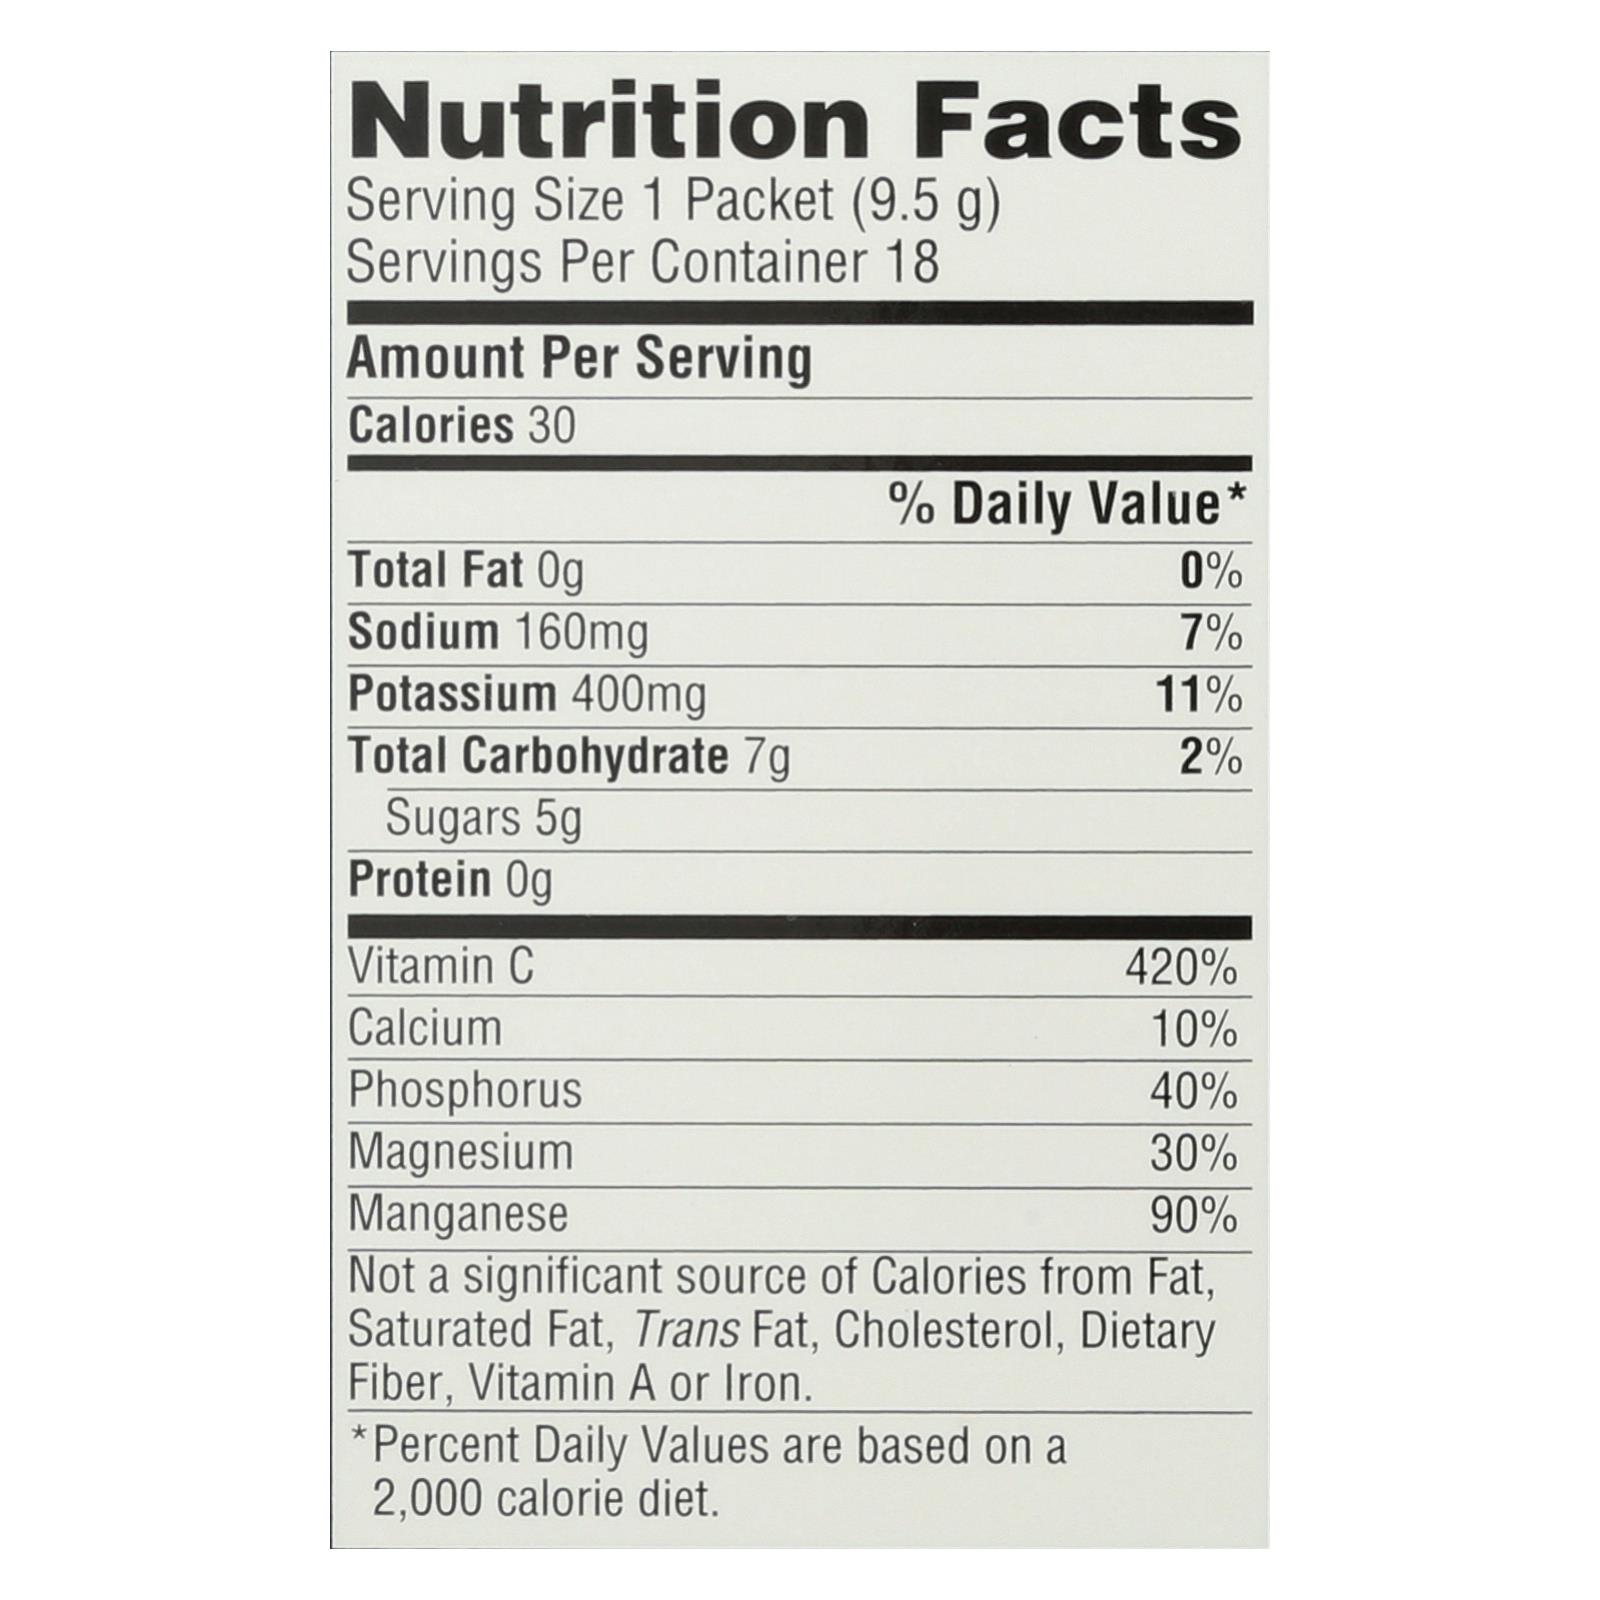 Nutrition Facts
Serving Size 1 Packet (9.5 g)
Servings Per Container 18
Amount Per Serving
Calories 30
% Daily Value*
Total Fat 0g 0%
Sodium 160mg 7%
Potassium 400mg 11%
Total Carbohydrate 7g 2%
Sugars 5g
Protein 0g
Vitamin C 420%
Calcium 10%
Phosphorus 40%
Magnesium 30%
Manganese 90%
Not a significant source of Calories from Fat,
Saturated Fat, Trans Fat, Cholesterol, Dietary
Fiber, Vitamin A or Iron.
*Percent Daily Values are based on a
2,000 calorie diet.